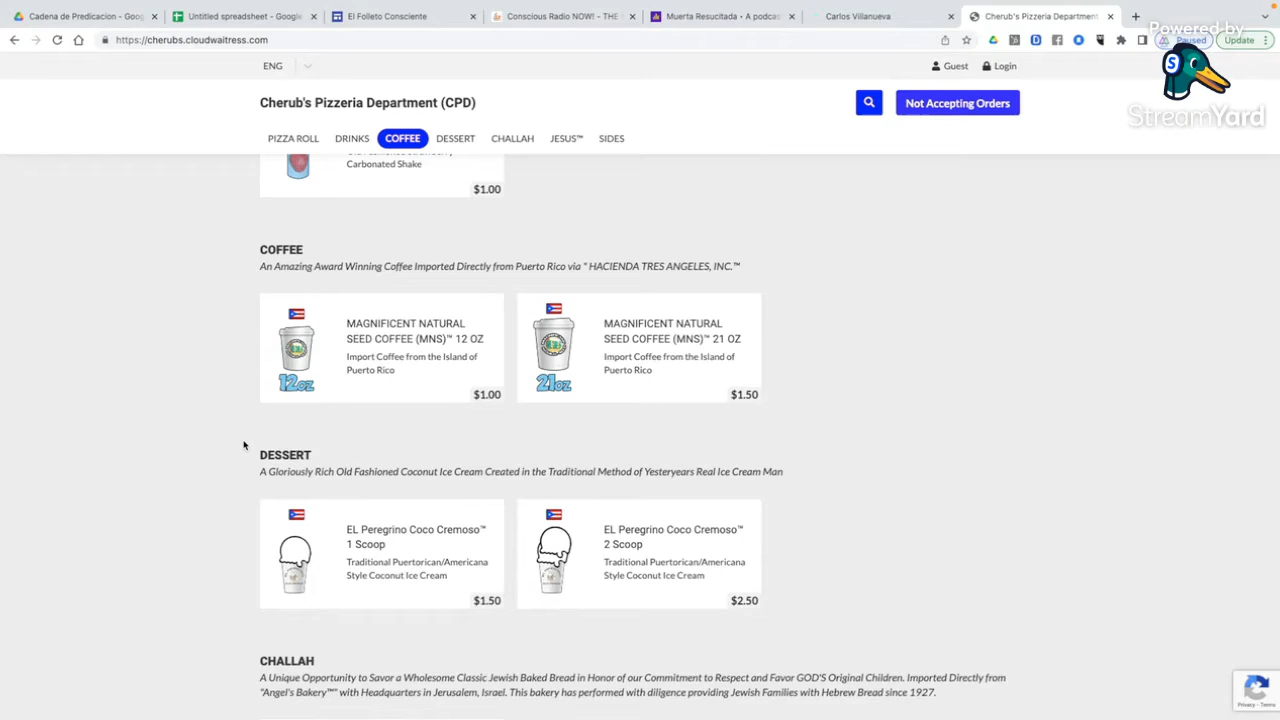 Cadena de Predicacion - Goog
Untitled spreadsheet - Google
El Folleto Consciente
Conscious Radio NOW! - THE S
Muerta Resucitada • A podcas
Carlos Villanueva
Cherub's Pizzeria Department
https://cherubs.cloudwaitress.com
Paused
Update
Powered by
StreamYard
ENG
Guest
Login
Cherub's Pizzeria Department (CPD)
Not Accepting Orders
PIZZA ROLL
DRINKS
COFFEE
DESSERT
CHALLAH
JESUS™
SIDES
Carbonated Shake
$1.00
COFFEE
An Amazing Award Winning Coffee Imported Directly from Puerto Rico via " HACIENDA TRES ANGELES, INC.™
MAGNIFICENT NATURAL
SEED COFFEE (MNS)™ 12 OZ
Import Coffee from the Island of
Puerto Rico
12oz
$1.00
MAGNIFICENT NATURAL
SEED COFFEE (MNS)™ 21 OZ
Import Coffee from the Island of
Puerto Rico
21oz
$1.50
DESSERT
A Gloriously Rich Old Fashioned Coconut Ice Cream Created in the Traditional Method of Yesteryears Real Ice Cream Man
EL Peregrino Coco Cremoso™
1 Scoop
Traditional Puertorican/Americana
Style Coconut Ice Cream
$1.50
EL Peregrino Coco Cremoso™
2 Scoop
Traditional Puertorican/Americana
Style Coconut Ice Cream
$2.50
CHALLAH
A Unique Opportunity to Savor a Wholesome Classic Jewish Baked Bread in Honor of our Commitment to Respect and Favor GOD'S Original Children. Imported Directly from
"Angel's Bakery™" with Headquarters in Jerusalem, Israel. This bakery has performed with diligence providing Jewish Families with Hebrew Bread since 1927.
Privacy - Terms